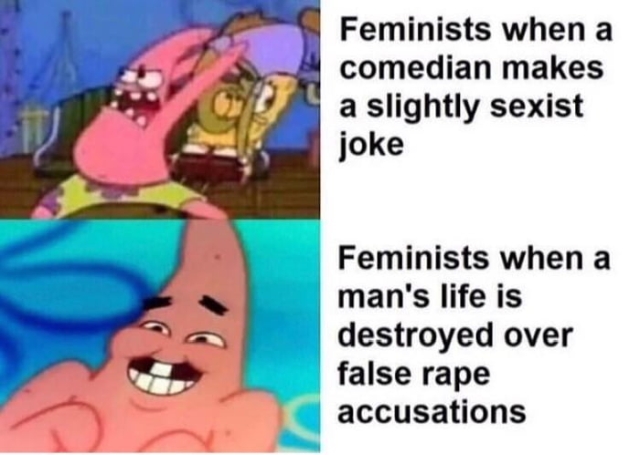 Feminists when a
comedian makes
a slightly sexist
joke
Feminists when a
man's life is
destroyed over
false rape
accusations